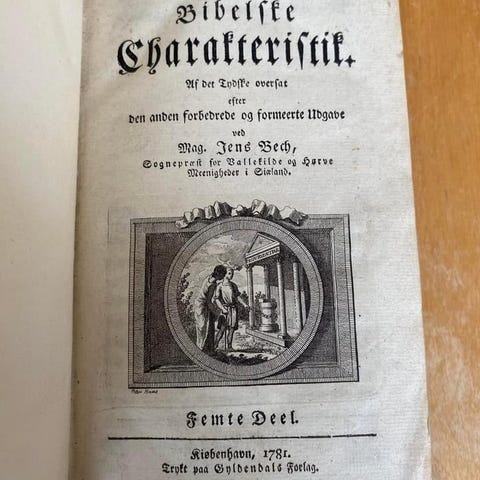 Bibelske
Charakteristik.
Af det Tydske oversat
efter
den anden forbedrede og formeerte Udgave
ved
Mag. Jens Bech,
Sognepræst for Vallekilde og Hørve
Meenigheder i Siæland.
Femte Deel.
Kiøbenhavn, 1781.
Trykt paa Gyldendals Forlag.